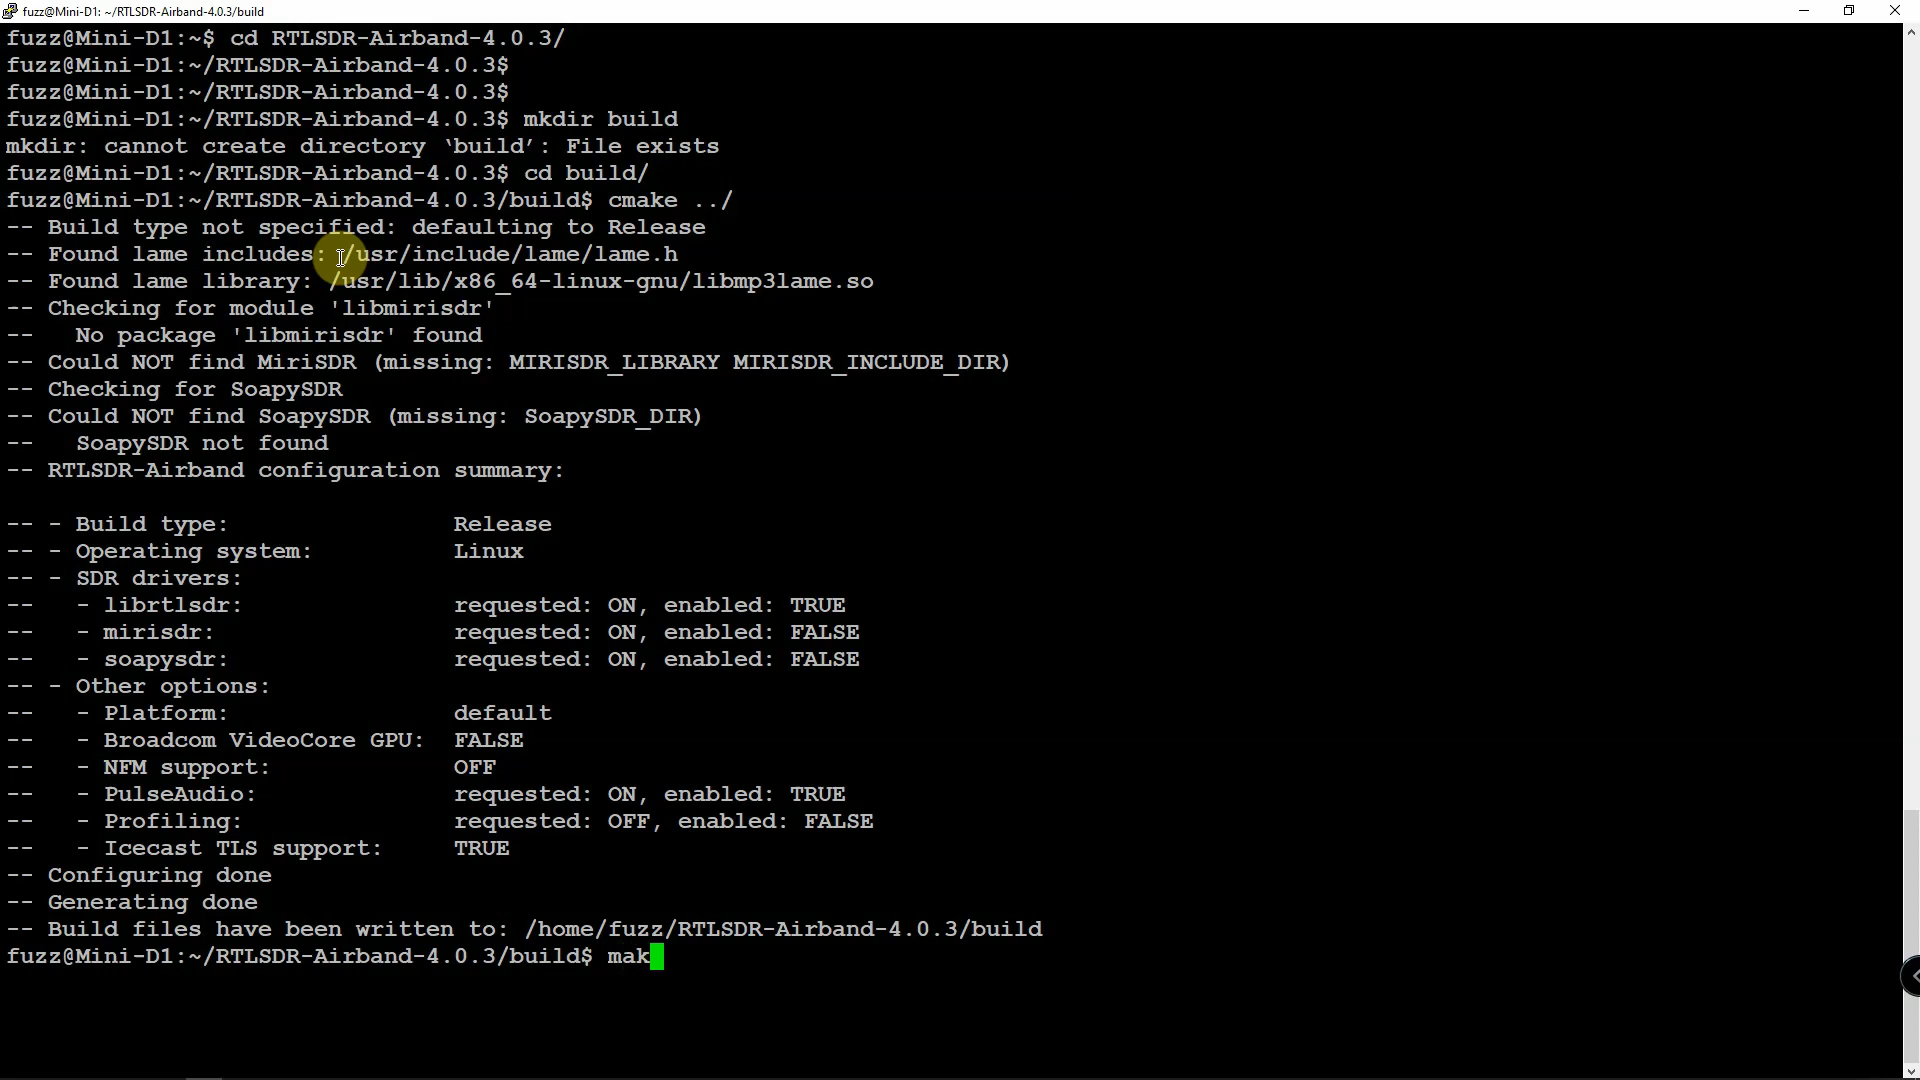 fuzz@Mini-D1: ~/RTLSDR-Airband-4.0.3/build
fuzz@Mini-D1:~$ cd RTLSDR-Airband-4.0.3/
fuzz@Mini-D1:~/RTLSDR-Airband-4.0.3$
fuzz@Mini-D1:~/RTLSDR-Airband-4.0.3$
fuzz@Mini-D1:~/RTLSDR-Airband-4.0.3$ mkdir build
mkdir: cannot create directory ‘build’: File exists
fuzz@Mini-D1:~/RTLSDR-Airband-4.0.3$ cd build/
fuzz@Mini-D1:~/RTLSDR-Airband-4.0.3/build$ cmake ../
-- Build type not specified: defaulting to Release
-- Found lame includes: /usr/include/lame/lame.h
-- Found lame library: /usr/lib/x86_64-linux-gnu/libmp3lame.so
-- Checking for module 'libmirisdr'
--   No package 'libmirisdr' found
-- Could NOT find MiriSDR (missing: MIRISDR_LIBRARY MIRISDR_INCLUDE_DIR)
-- Checking for SoapySDR
-- Could NOT find SoapySDR (missing: SoapySDR_DIR)
--   SoapySDR not found
-- RTLSDR-Airband configuration summary:
-- - Build type:                Release
-- - Operating system:          Linux
-- - SDR drivers:
--   - librtlsdr:               requested: ON, enabled: TRUE
--   - mirisdr:                 requested: ON, enabled: FALSE
--   - soapysdr:                requested: ON, enabled: FALSE
-- - Other options:
--   - Platform:                default
--   - Broadcom VideoCore GPU:  FALSE
--   - NFM support:             OFF
--   - PulseAudio:              requested: ON, enabled: TRUE
--   - Profiling:               requested: OFF, enabled: FALSE
--   - Icecast TLS support:     TRUE
-- Configuring done
-- Generating done
-- Build files have been written to: /home/fuzz/RTLSDR-Airband-4.0.3/build
fuzz@Mini-D1:~/RTLSDR-Airband-4.0.3/build$ mak